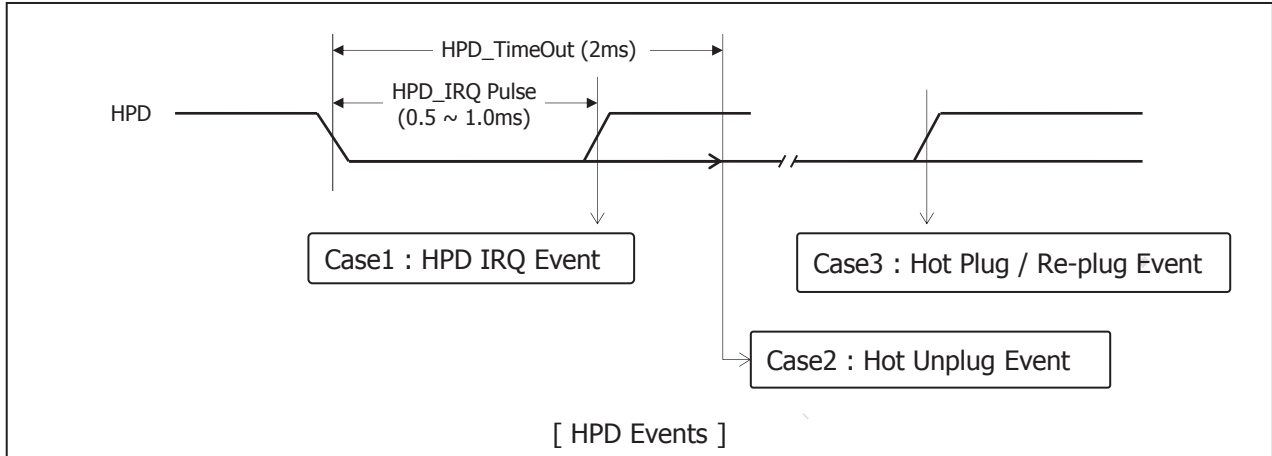 HPD_TimeOut (2ms)
HPD_IRQ Pulse
(0.5 ~ 1.0ms)
HPD
Case1 : HPD IRQ Event
Case3 : Hot Plug / Re-plug Event
Case2 : Hot Unplug Event
[ HPD Events ]